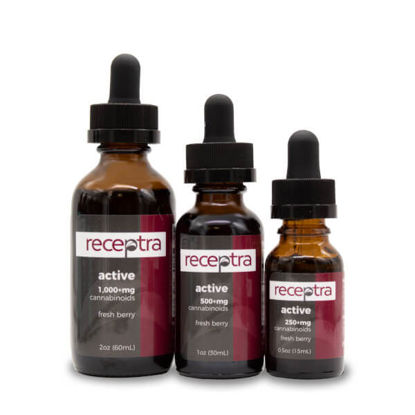 receptra
active
1,000+mg
cannabinoids
fresh berry
2oz (60mL)
receptra
active
500+mg
cannabinoids
fresh berry
1oz (30mL)
receptra
active
250+mg
cannabinoids
fresh berry
0.5oz (15mL)